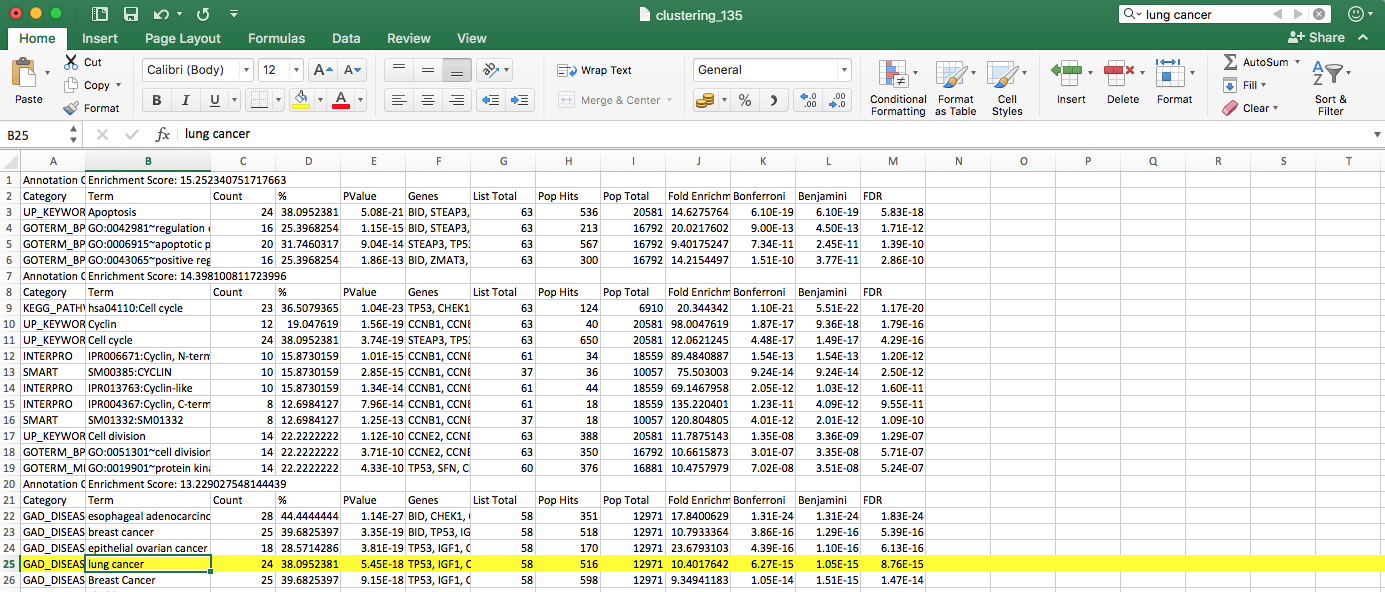 clustering_135
lung cancer
Home Insert Page Layout Formulas Data Review View Share
Paste Cut Copy Format
Calibri (Body) 12 A A
B I U A
Wrap Text
Merge & Center
General
% .00 .0
Conditional Formatting
Format as Table
Cell Styles
Insert Delete Format
AutoSum
Fill
Clear
Sort & Filter
B25 fx lung cancer
A B C D E F G H I J K L M N O P Q R S T
1 Annotation C Enrichment Score: 15.252340751717663
2 Category Term Count % PValue Genes List Total Pop Hits Pop Total Fold Enrichm Bonferroni Benjamini FDR
3 UP_KEYWOR Apoptosis 24 38.0952381 5.08E-21 BID, STEAP3, 63 536 20581 14.6275764 6.10E-19 6.10E-19 5.83E-18
4 GOTERM_BP GO:0042981~regulation 16 25.3968254 1.15E-15 BID, STEAP3, 63 213 16792 20.0217602 9.00E-13 4.50E-13 1.71E-12
5 GOTERM_BP GO:0006915~apoptotic p 20 31.7460317 9.04E-14 STEAP3, TP5 63 567 16792 9.40175247 7.34E-11 2.45E-11 1.39E-10
6 GOTERM_BP GO:0043065~positive reg 16 25.3968254 1.86E-13 BID, ZMAT3, 63 300 16792 14.2154497 1.51E-10 3.77E-11 2.86E-10
7 Annotation C Enrichment Score: 14.398100811723996
8 Category Term Count % PValue Genes List Total Pop Hits Pop Total Fold Enrichm Bonferroni Benjamini FDR
9 KEGG_PATH hsa04110:Cell cycle 23 36.5079365 1.04E-23 TP53, CHEK1 63 124 6910 20.344342 1.10E-21 5.51E-22 1.17E-20
10 UP_KEYWOR Cyclin 12 19.047619 1.56E-19 CCNB1, CCNE 63 40 20581 98.0047619 1.87E-17 9.36E-18 1.79E-16
11 UP_KEYWOR Cell cycle 24 38.0952381 3.74E-19 STEAP3, TP5 63 650 20581 12.0621245 4.48E-17 1.49E-17 4.29E-16
12 INTERPRO IPR006671:Cyclin, N-term 10 15.8730159 1.01E-15 CCNB1, CCNE 61 34 18559 89.4840887 1.54E-13 1.54E-13 1.20E-12
13 SMART SM00385:CYCLIN 10 15.8730159 2.85E-15 CCNB1, CCNE 37 36 10057 75.503003 9.24E-14 9.24E-14 2.50E-12
14 INTERPRO IPR013763:Cyclin-like 10 15.8730159 1.34E-14 CCNB1, CCNE 61 44 18559 69.1467958 2.05E-12 1.03E-12 1.60E-11
15 INTERPRO IPR004367:Cyclin, C-term 8 12.6984127 7.96E-14 CCNB1, CCNE 61 18 18559 135.220401 1.23E-11 4.09E-12 9.55E-11
16 SMART SM01332:SM01332 8 12.6984127 1.25E-13 CCNB1, CCNE 37 18 10057 120.804805 4.01E-12 2.01E-12 1.09E-10
17 UP_KEYWOR Cell division 14 22.2222222 1.12E-10 CCNE2, CCNE 63 388 20581 11.7875143 1.35E-08 3.36E-09 1.29E-07
18 GOTERM_BP GO:0051301~cell division 14 22.2222222 3.71E-10 CCNE2, CCNE 63 350 16792 10.6615873 3.01E-07 3.35E-08 5.71E-07
19 GOTERM_M GO:0019901~protein kin 14 22.2222222 4.33E-10 TP53, SFN, C 60 376 16881 10.4757979 7.02E-08 3.51E-08 5.24E-07
20 Annotation C Enrichment Score: 13.229027548144439
21 Category Term Count % PValue Genes List Total Pop Hits Pop Total Fold Enrichm Bonferroni Benjamini FDR
22 GAD_DISEAS esophageal adenocarcino 28 44.4444444 1.14E-27 BID, CHEK1, 58 351 12971 17.8400629 1.31E-24 1.31E-24 1.83E-24
23 GAD_DISEAS breast cancer 25 39.6825397 3.35E-19 BID, TP53, IG 58 518 12971 10.7933364 3.86E-16 1.29E-16 5.39E-16
24 GAD_DISEAS epithelial ovarian cancer 18 28.5714286 3.81E-19 TP53, IGF1, C 58 170 12971 23.6793103 4.39E-16 1.10E-16 6.13E-16
25 GAD_DISEAS lung cancer 24 38.0952381 5.45E-18 TP53, IGF1, C 58 516 12971 10.4017642 6.27E-15 1.05E-15 8.76E-15
26 GAD_DISEAS Breast Cancer 25 39.6825397 9.15E-18 TP53, IGF1, C 58 598 12971 9.34941183 1.05E-14 1.51E-15 1.47E-14